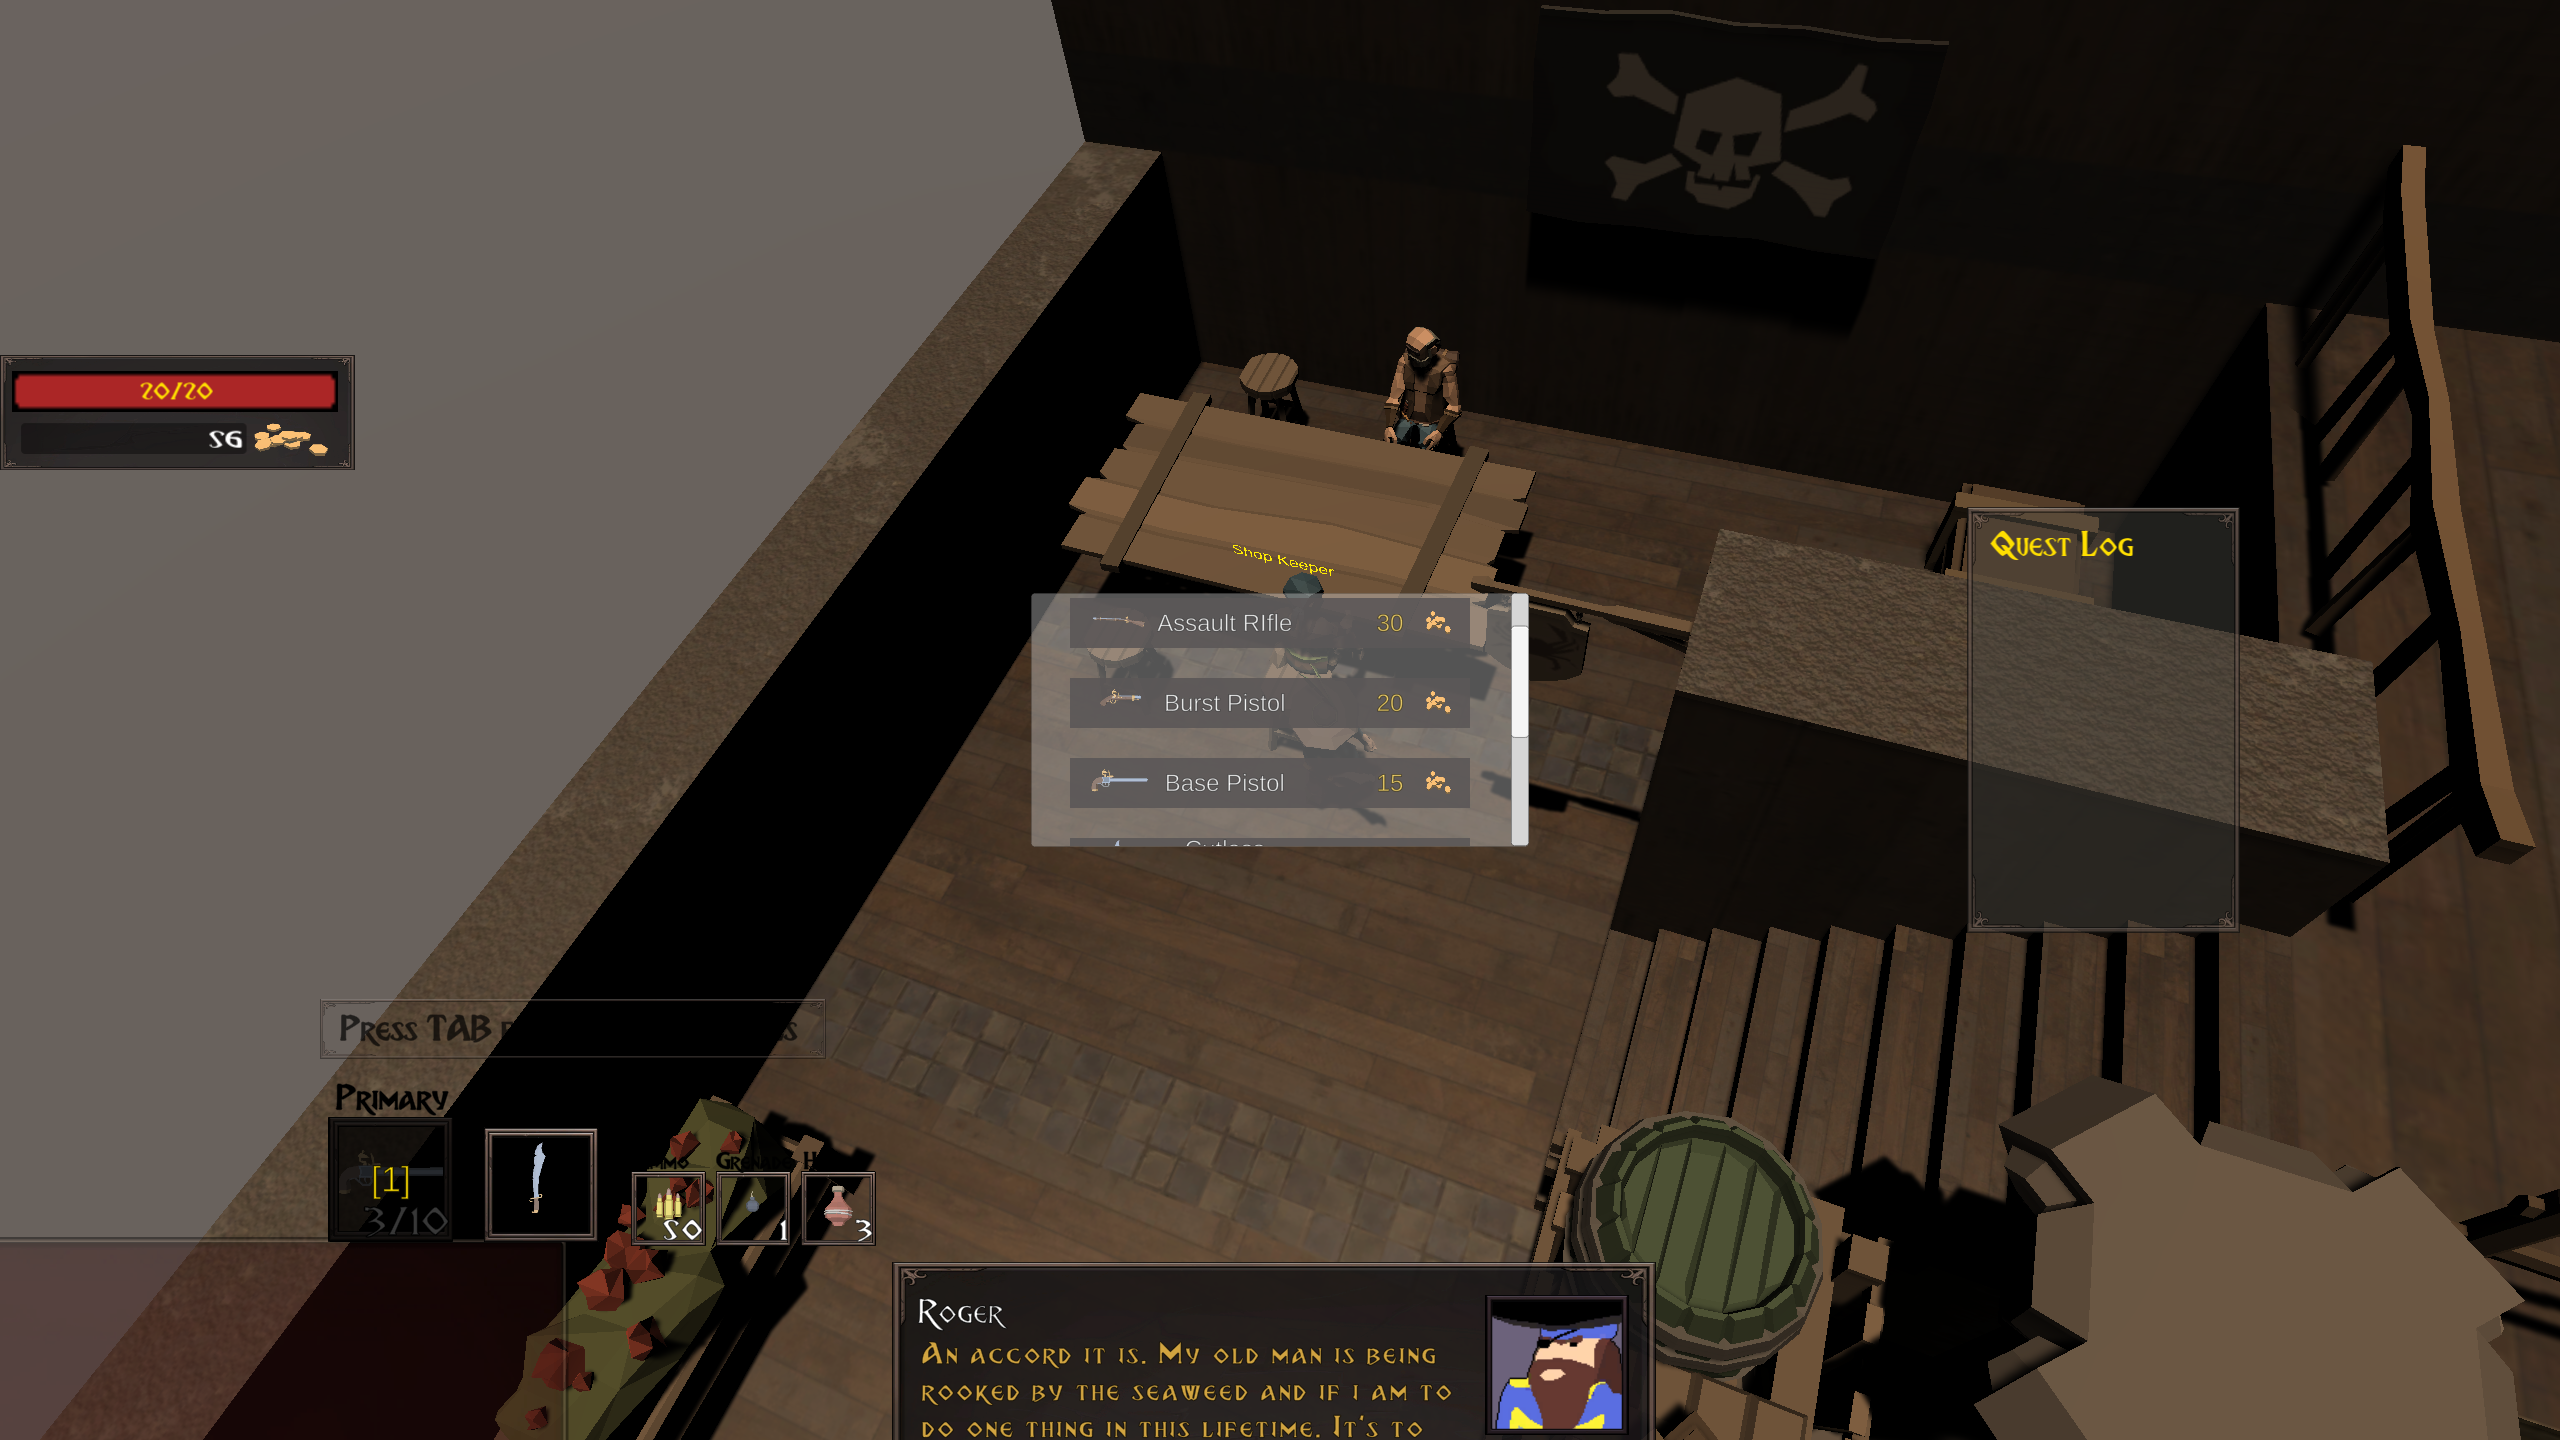 20/20
56
Quest Log
Shop Keeper
Assault RIfle 30
Burst Pistol 20
Base Pistol 15
Cutlass
Press TAB
Primary
[1]
3/10
50
1
3
Roger
An accord it is. My old man is being
rooked by the seaweed and if i am to
do one thing in this lifetime. It's to